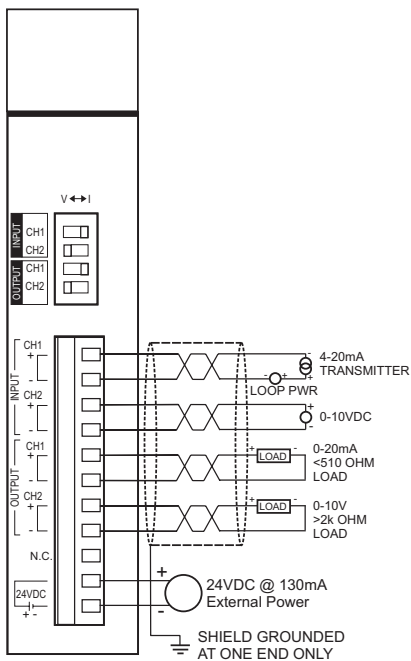 V ↔ I
INPUT
CH1
CH2
OUTPUT
CH1
CH2
INPUT
CH1
+
-
CH2
+
-
OUTPUT
CH1
+
-
CH2
+
-
N.C.
24VDC
+ -
-
4-20mA
TRANSMITTER
+
- +
LOOP PWR
+
0-10VDC
-
+ LOAD -
0-20mA
<510 OHM
LOAD
+ LOAD -
0-10V
>2k OHM
LOAD
+
24VDC @ 130mA
External Power
-
SHIELD GROUNDED
AT ONE END ONLY